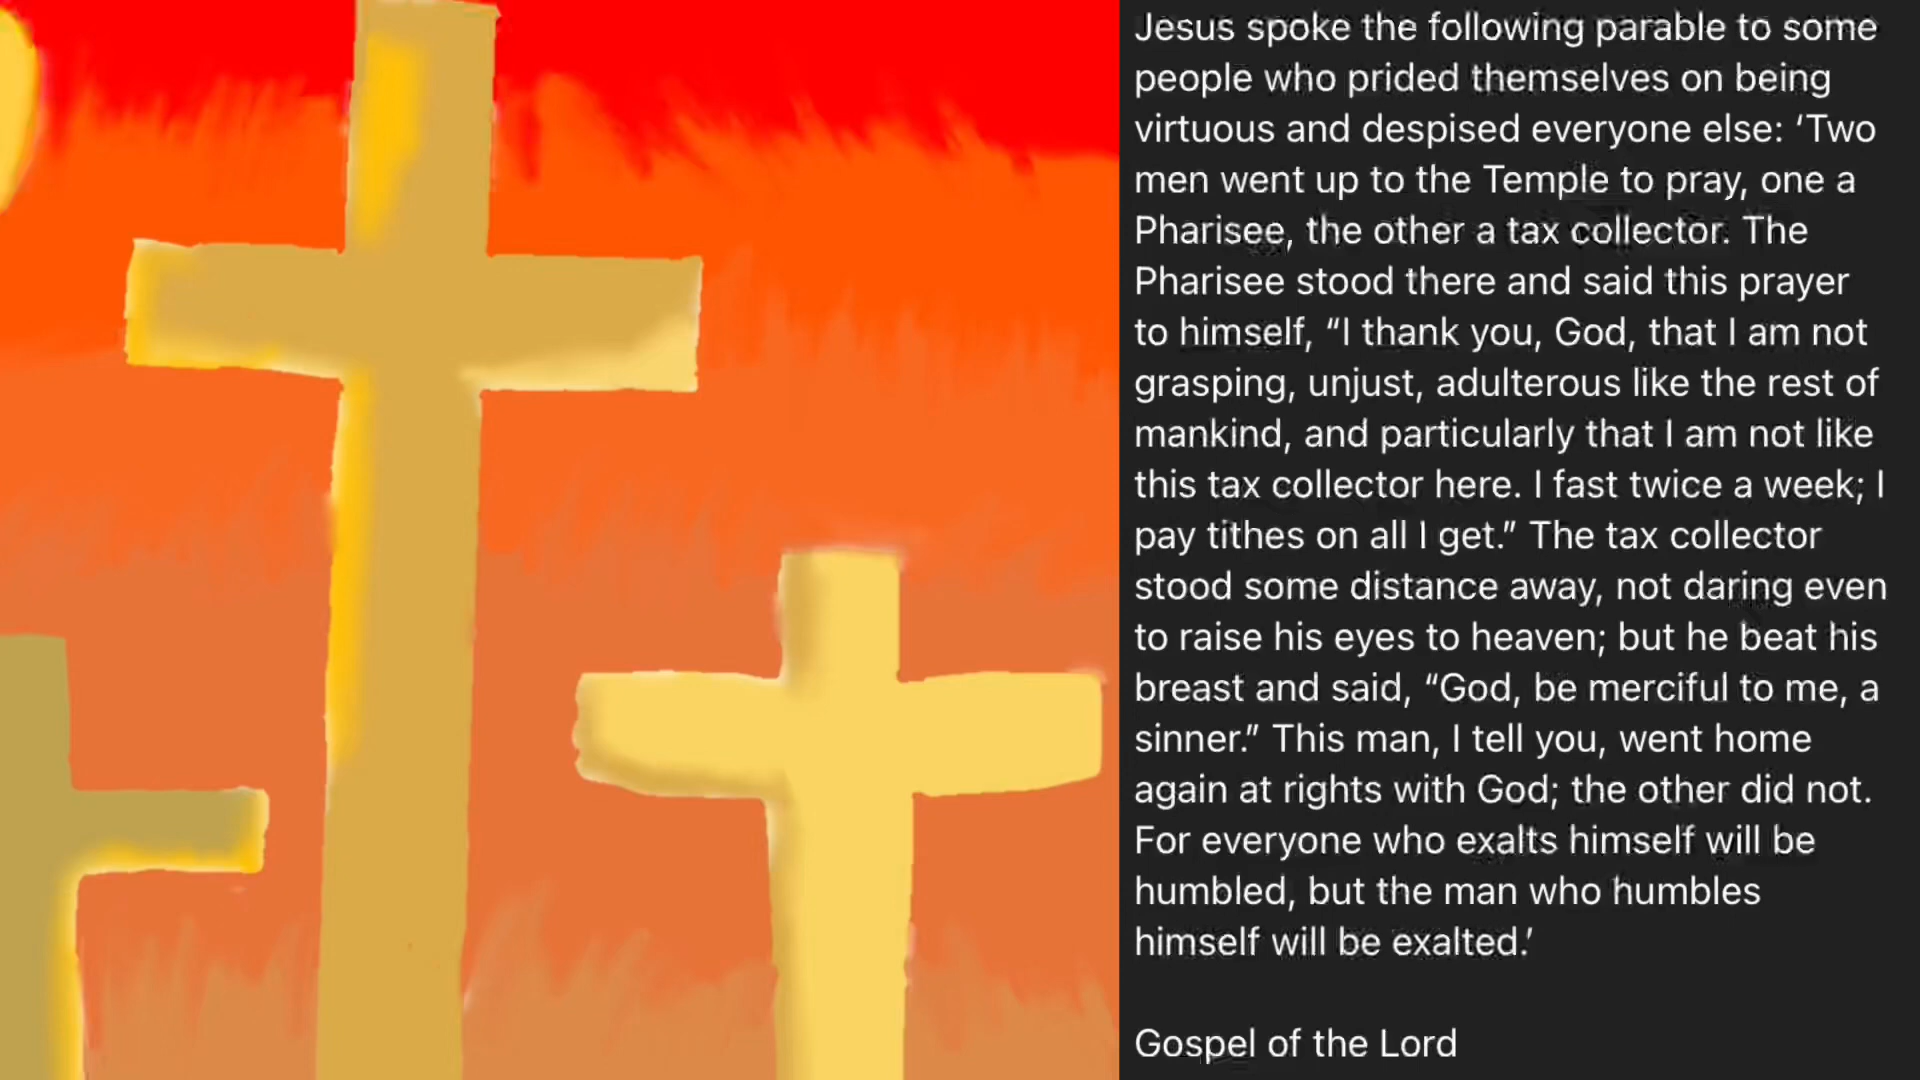 Jesus spoke the following parable to some
people who prided themselves on being
virtuous and despised everyone else: ‘Two
men went up to the Temple to pray, one a
Pharisee, the other a tax collector. The
Pharisee stood there and said this prayer
to himself, “I thank you, God, that I am not
grasping, unjust, adulterous like the rest of
mankind, and particularly that I am not like
this tax collector here. I fast twice a week; I
pay tithes on all I get.” The tax collector
stood some distance away, not daring even
to raise his eyes to heaven; but he beat his
breast and said, “God, be merciful to me, a
sinner.” This man, I tell you, went home
again at rights with God; the other did not.
For everyone who exalts himself will be
humbled, but the man who humbles
himself will be exalted.’
Gospel of the Lord